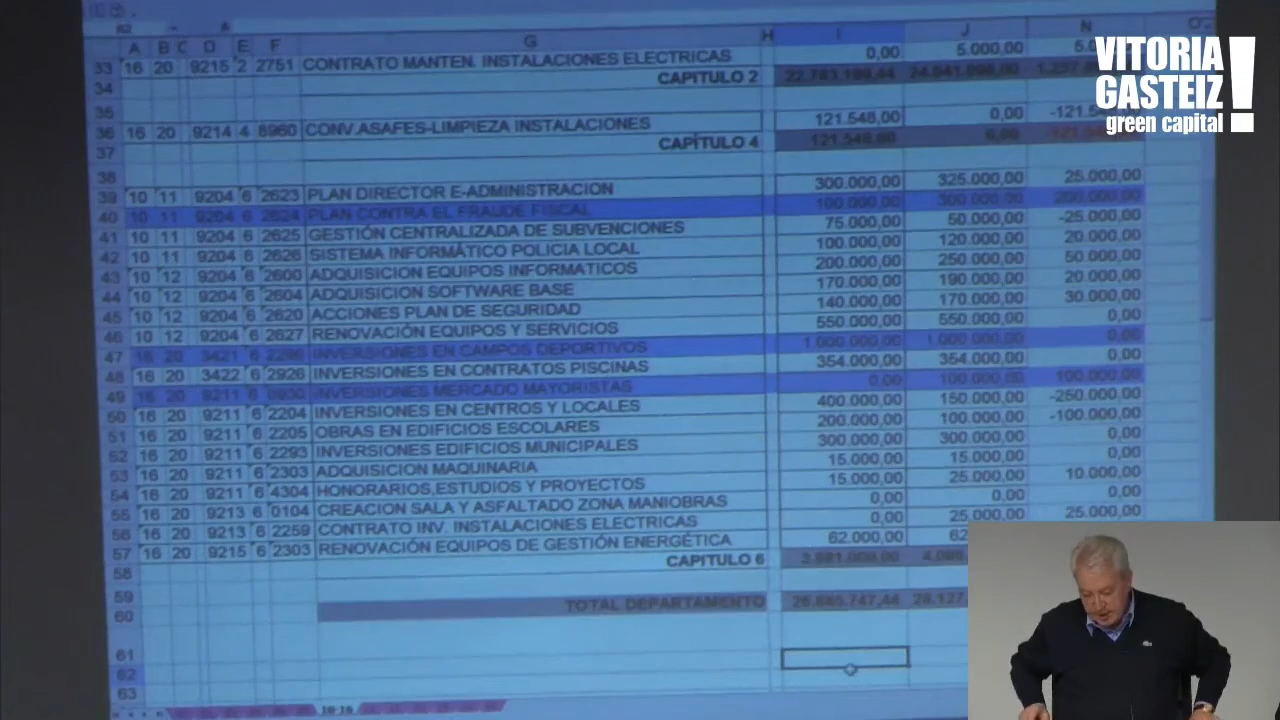 A B C D E F G H I J N O
33 16 20 9215 2 2751 CONTRATO MANTEN. INSTALACIONES ELECTRICAS 0,00 5.000,00
34 CAPITULO 2
35
36 16 20 9214 4 8960 CONV.ASAFES-LIMPIEZA INSTALACIONES 121.548,00 0,00
37 CAPÍTULO 4 121.548,00 0,00
38
39 10 11 9204 6 2623 PLAN DIRECTOR E-ADMINISTRACION 300.000,00 325.000,00 25.000,00
40 10 11 9204 6 2624 PLAN CONTRA EL FRAUDE FISCAL 100.000,00 300.000,00 200.000,00
41 10 11 9204 6 2625 GESTIÓN CENTRALIZADA DE SUBVENCIONES 75.000,00 50.000,00 -25.000,00
42 10 11 9204 6 2626 SISTEMA INFORMÁTICO POLICIA LOCAL 100.000,00 120.000,00 20.000,00
43 10 12 9204 6 2600 ADQUISICION EQUIPOS INFORMATICOS 200.000,00 250.000,00 50.000,00
44 10 12 9204 6 2604 ADQUISICION SOFTWARE BASE 170.000,00 190.000,00 20.000,00
45 10 12 9204 6 2620 ACCIONES PLAN DE SEGURIDAD 140.000,00 170.000,00 30.000,00
46 10 12 9204 6 2627 RENOVACIÓN EQUIPOS Y SERVICIOS 550.000,00 550.000,00 0,00
47 16 20 3421 6 2296 INVERSIONES EN CAMPOS DEPORTIVOS 1.000.000,00 1.000.000,00 0,00
48 16 20 3422 6 2926 INVERSIONES EN CONTRATOS PISCINAS 354.000,00 354.000,00 0,00
49 16 20 9211 6 INVERSIONES MERCADO MAYORISTAS 0,00 100.000,00 100.000,00
50 16 20 9211 6 2204 INVERSIONES EN CENTROS Y LOCALES 400.000,00 150.000,00 -250.000,00
51 16 20 9211 6 2205 OBRAS EN EDIFICIOS ESCOLARES 200.000,00 100.000,00 -100.000,00
52 16 20 9211 6 2293 INVERSIONES EDIFICIOS MUNICIPALES 300.000,00 300.000,00 0,00
53 16 20 9211 6 2303 ADQUISICION MAQUINARIA 15.000,00 15.000,00 0,00
54 16 20 9211 6 4304 HONORARIOS,ESTUDIOS Y PROYECTOS 15.000,00 25.000,00 10.000,00
55 16 20 9213 6 0104 CREACION SALA Y ASFALTADO ZONA MANIOBRAS 0,00 0,00 0,00
56 16 20 9213 6 2259 CONTRATO INV. INSTALACIONES ELECTRICAS 0,00 25.000,00 25.000,00
57 16 20 9215 6 2303 RENOVACIÓN EQUIPOS DE GESTIÓN ENERGÉTICA 62.000,00 62
58 CAPITULO 6
59
60 TOTAL DEPARTAMENTO
61
62
63
10-16
VITORIA
GASTEIZ!
green capital